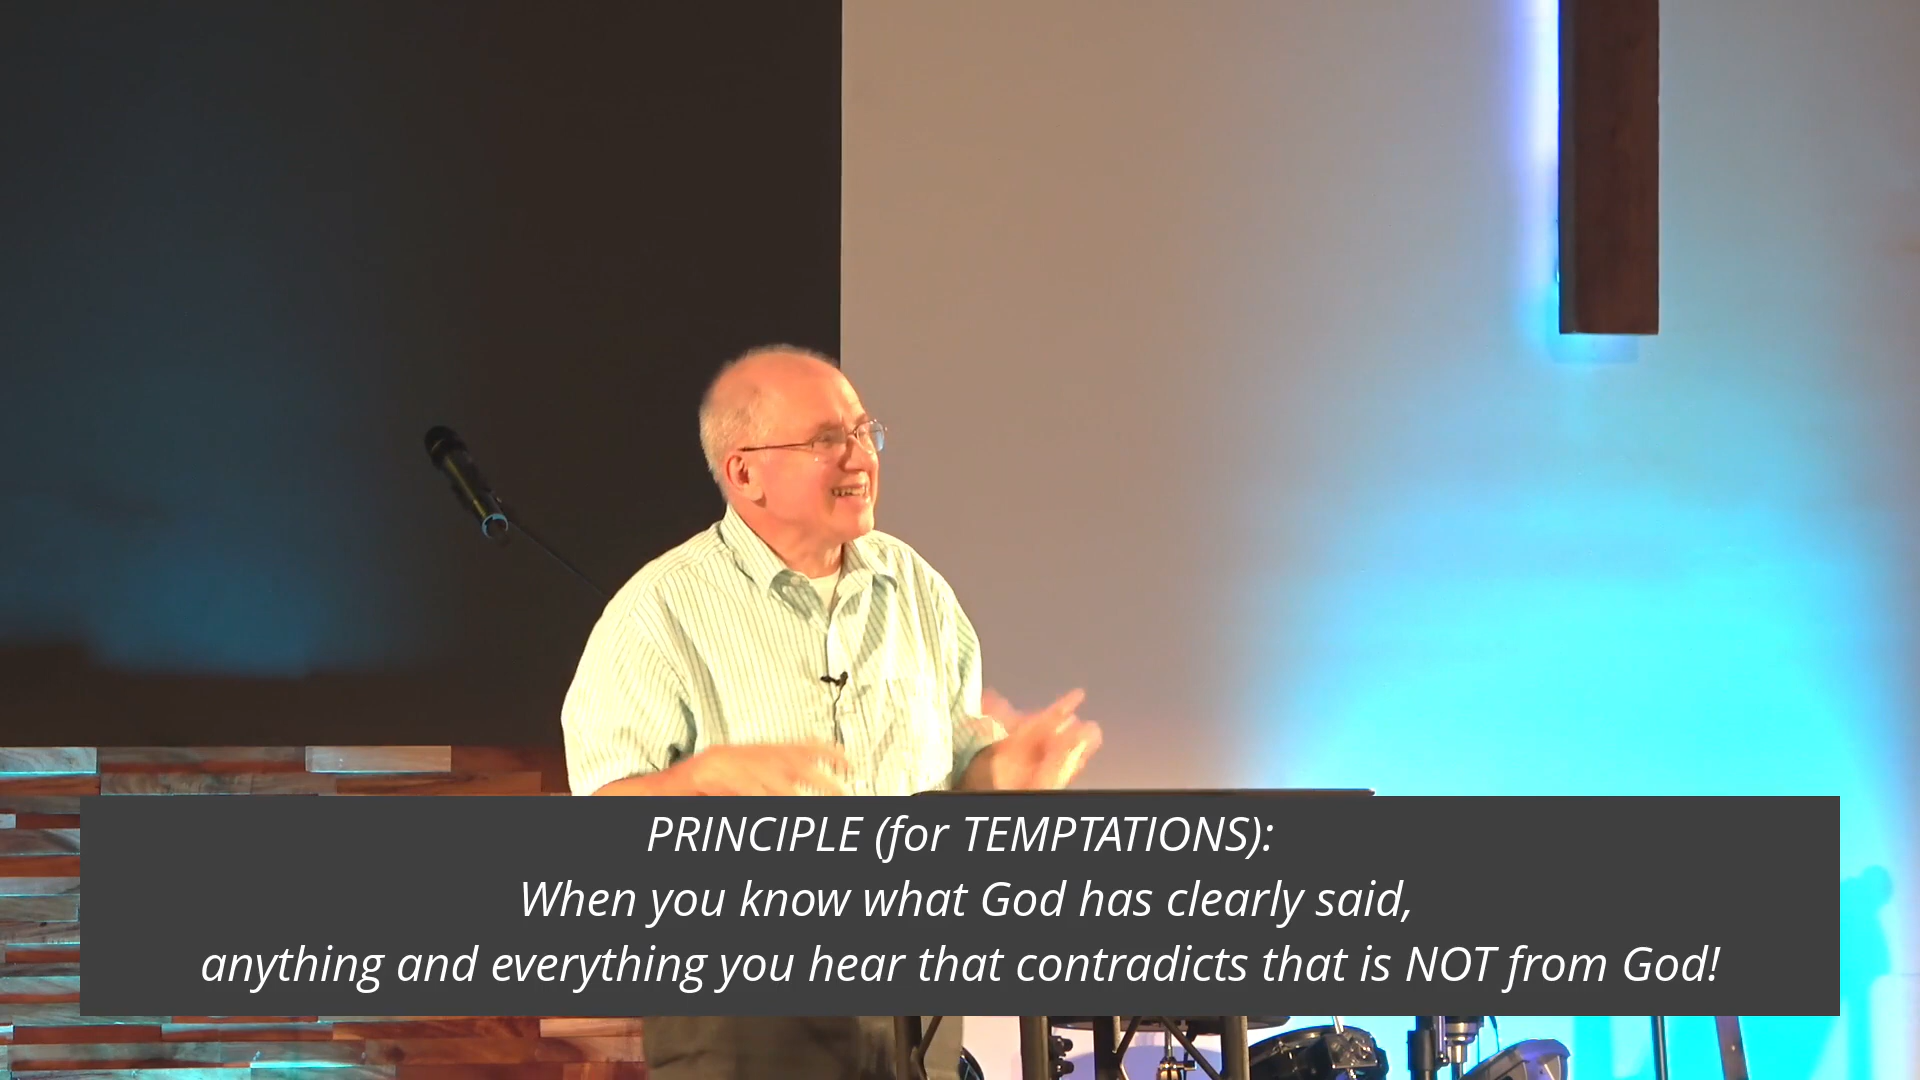 PRINCIPLE (for TEMPTATIONS):
When you know what God has clearly said,
anything and everything you hear that contradicts that is NOT from God!